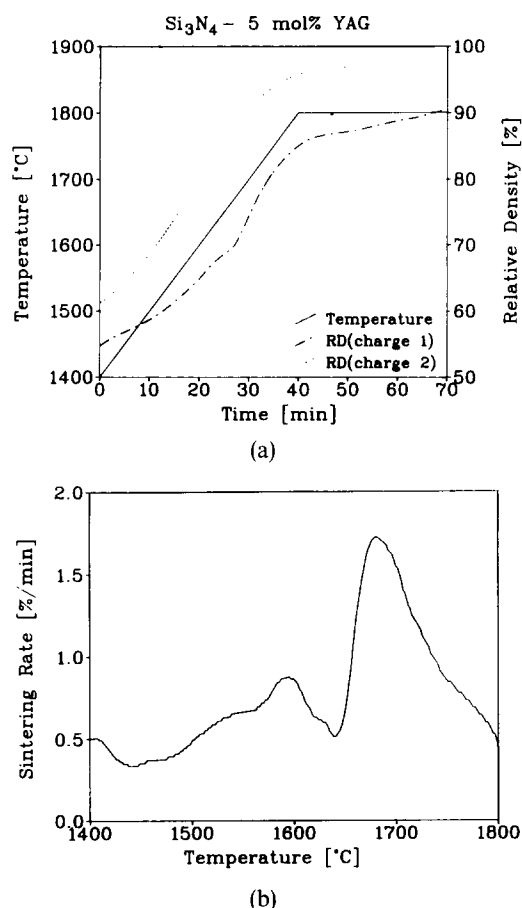 Si₃N₄ – 5 mol% YAG
1900
1800
1700
1600
1500
1400
Temperature [°C]
100
90
80
70
60
50
Relative Density [%]
Temperature
RD(charge 1)
RD(charge 2)
0 10 20 30 40 50 60 70
Time [min]
(a)
2.0
1.5
1.0
0.5
0.0
Sintering Rate [%/min]
1400 1500 1600 1700 1800
Temperature [°C]
(b)